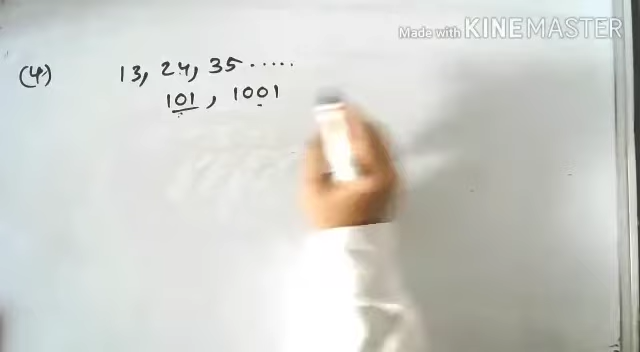 Made with KINEMASTER
(4) 13, 24, 35 .....
101, 1001